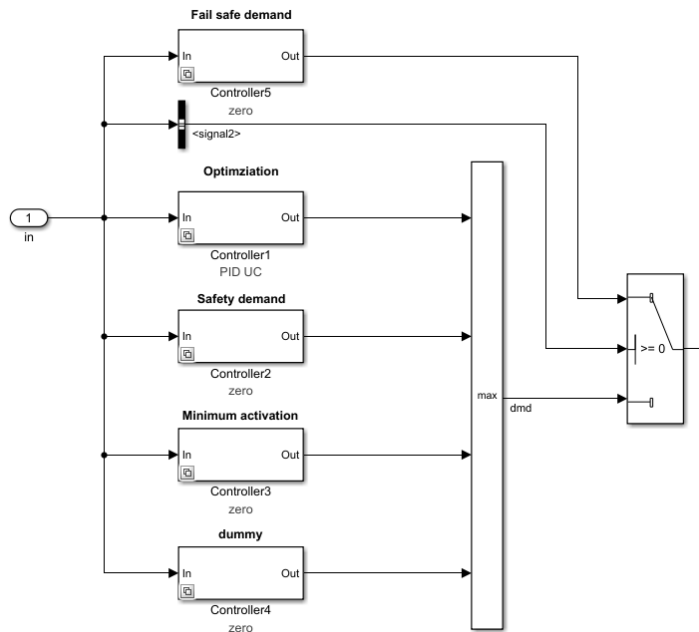 Fail safe demand
In Out
Controller5
zero
<signal2>
Optimziation
1
in
In Out
Controller1
PID UC
Safety demand
In Out
Controller2
zero
Minimum activation
In Out
Controller3
zero
dummy
In Out
Controller4
zero
max
dmd
>= 0